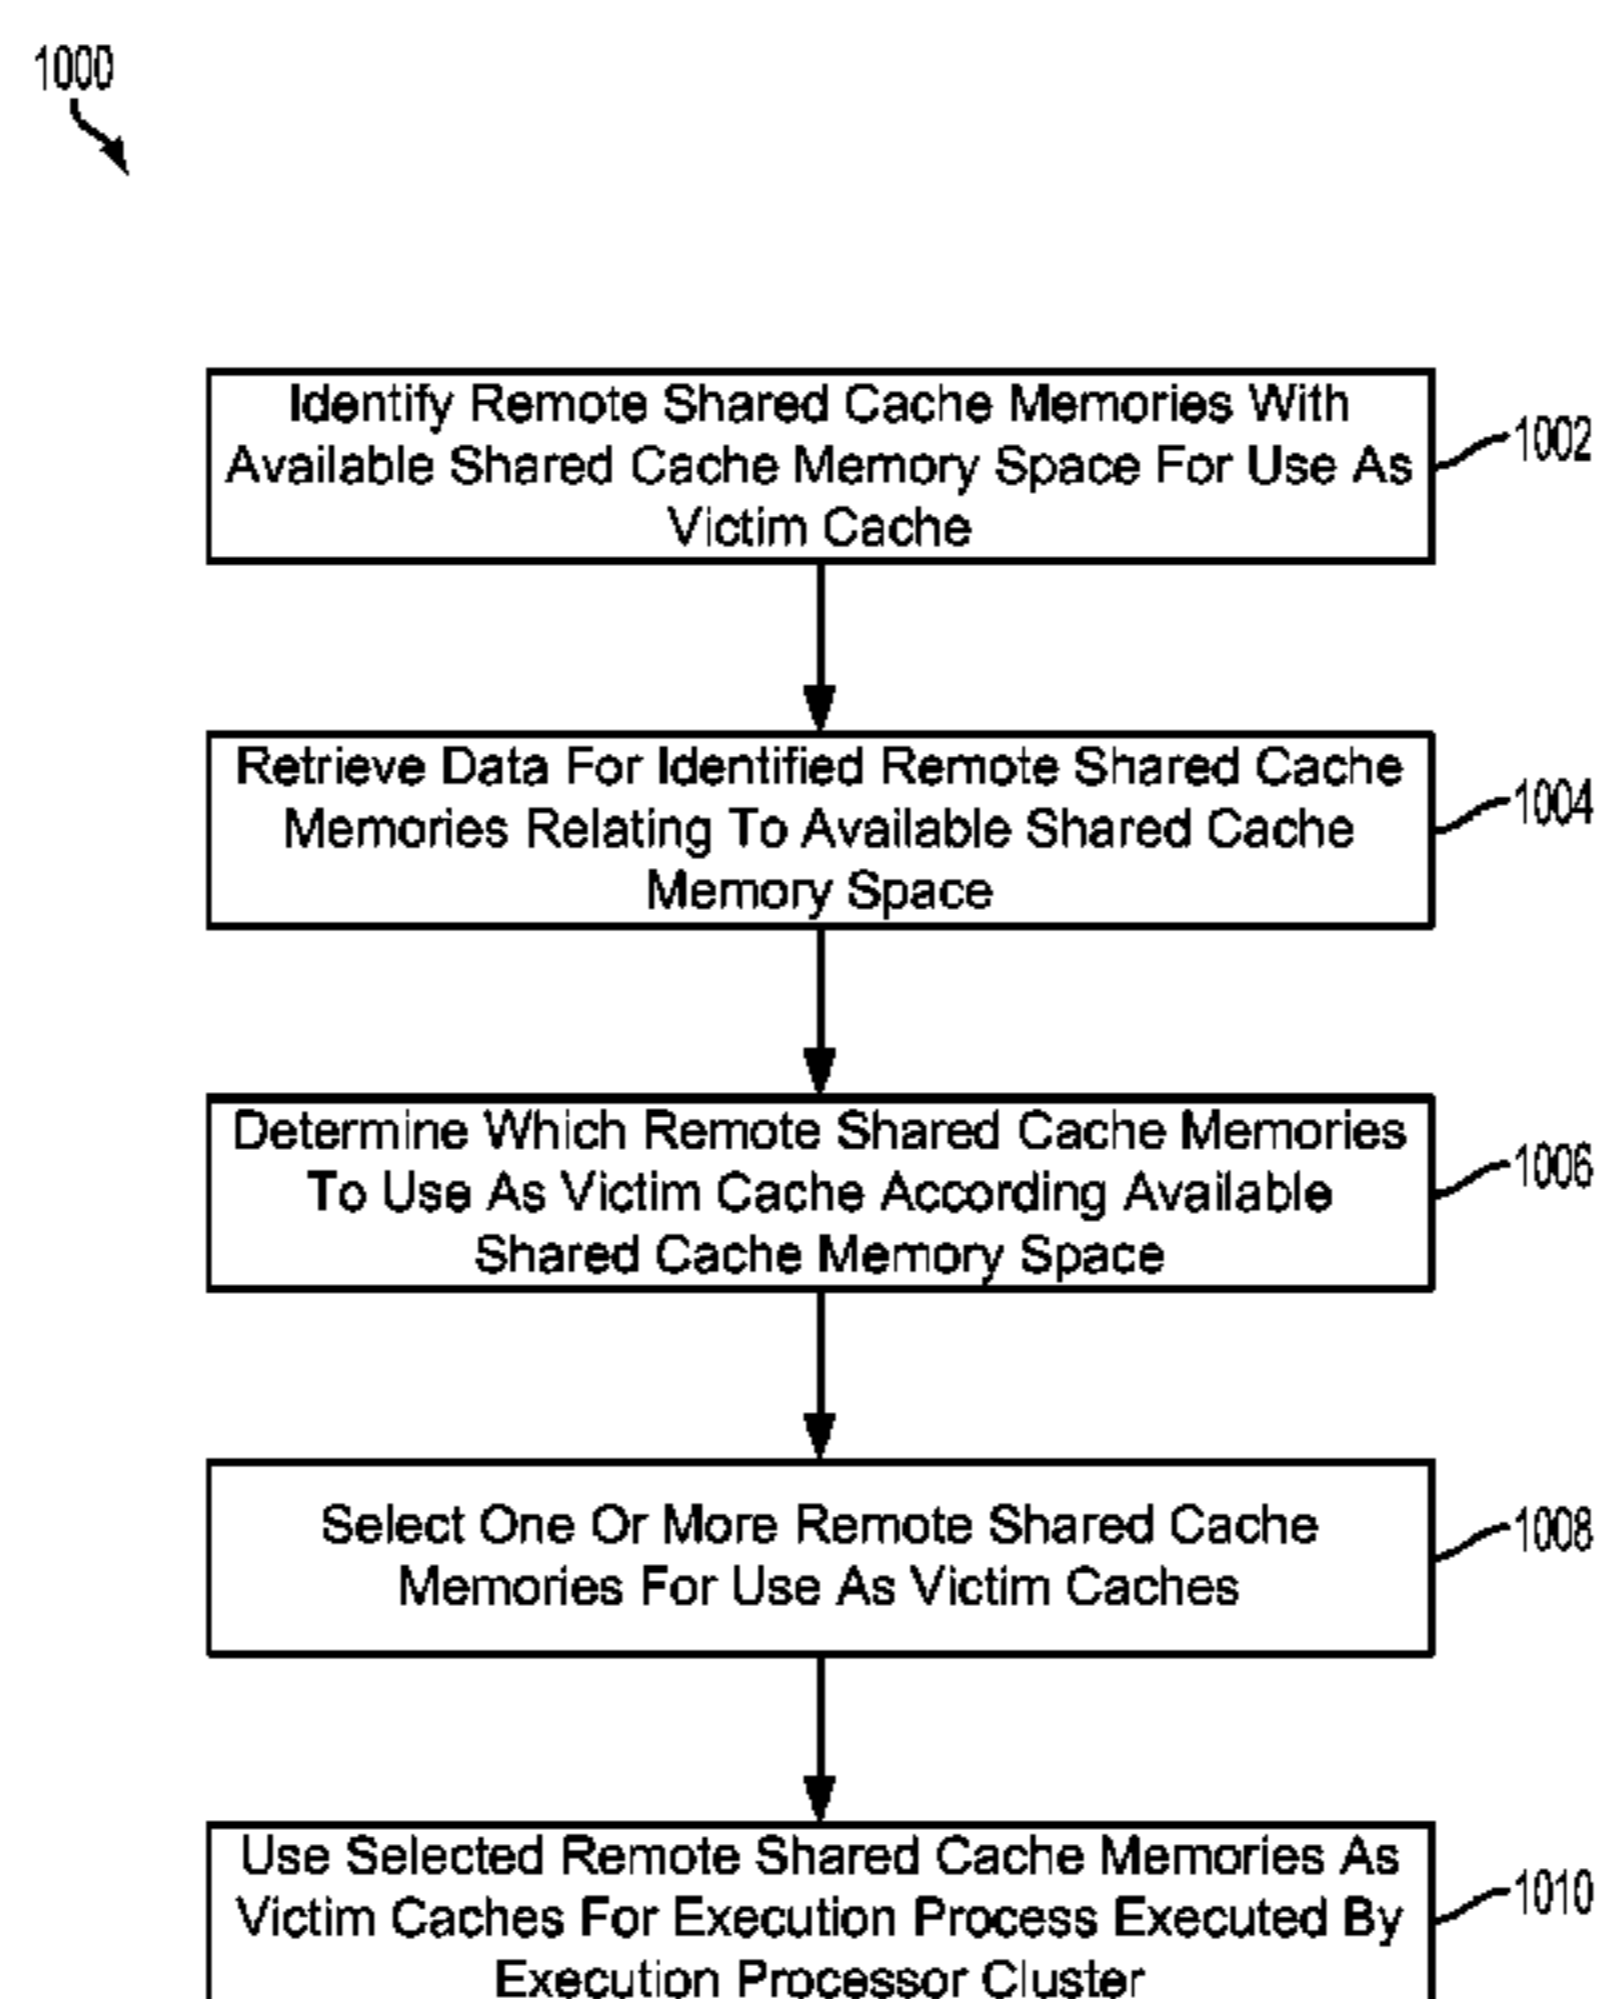 1000
Identify Remote Shared Cache Memories With
Available Shared Cache Memory Space For Use As
Victim Cache
1002
Retrieve Data For Identified Remote Shared Cache
Memories Relating To Available Shared Cache
Memory Space
1004
Determine Which Remote Shared Cache Memories
To Use As Victim Cache According Available
Shared Cache Memory Space
1006
Select One Or More Remote Shared Cache
Memories For Use As Victim Caches
1008
Use Selected Remote Shared Cache Memories As
Victim Caches For Execution Process Executed By
Execution Processor Cluster
1010